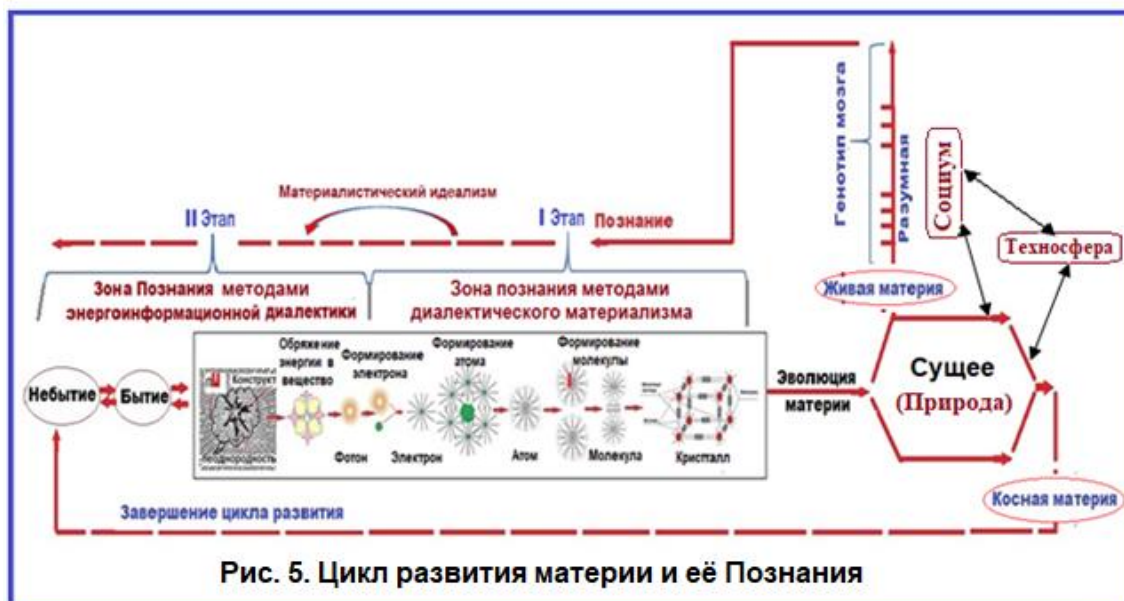 Генотип мозга
Разумная
Социум
Техносфера
Материалистический идеализм
II Этап
I Этап
Познание
Живая материя
Зона Познания методами
энергоинформационной диалектики
Зона познания методами
диалектического материализма
Небытие
Бытие
Конструкт
Неоднородность
Обряжение
энергии в
вещество
Формирование
электрона
Формирование
атома
Формирование
молекулы
Фотон
Электрон
Атом
Молекула
Кристалл
Эволюция
материи
Сущее
(Природа)
Косная материя
Завершение цикла развития
Рис. 5. Цикл развития материи и её Познания